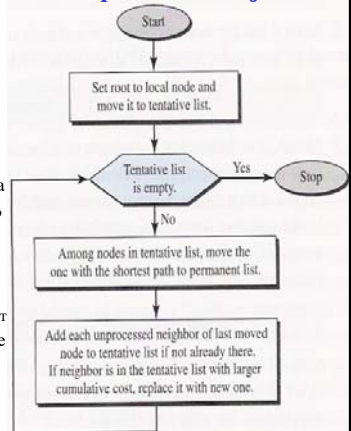 Start
Set root to local node and
move it to tentative list.
Tentative list
is empty.
Yes
Stop
No
Among nodes in tentative list, move the
one with the shortest path to permanent list.
Add each unprocessed neighbor of last moved
node to tentative list if not already there.
If neighbor is in the tentative list with larger
cumulative cost, replace it with new one.